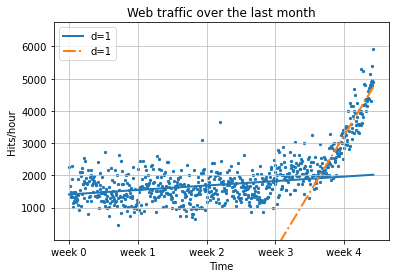 Web traffic over the last month
d=1
d=1
6000
5000
4000
3000
2000
1000
Hits/hour
week 0 week 1 week 2 week 3 week 4
Time